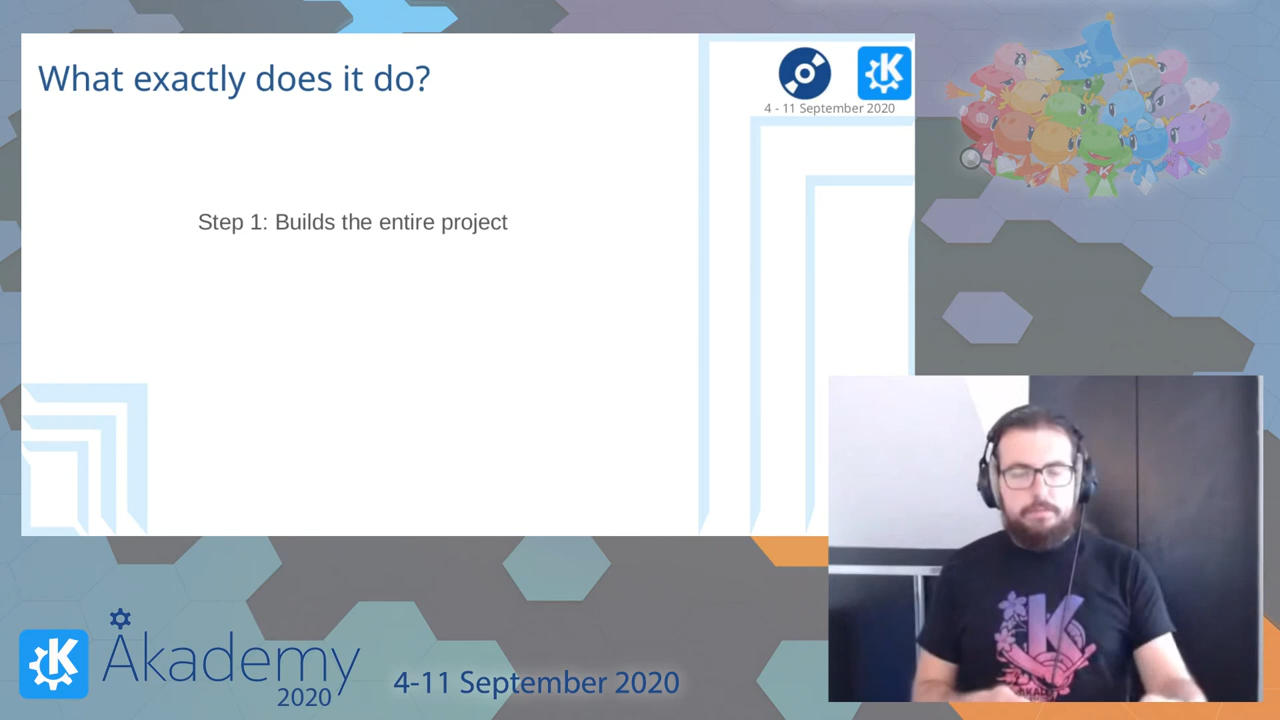 What exactly does it do?
4 - 11 September 2020
Step 1: Builds the entire project
K
K
Akademy
2020
4-11 September 2020